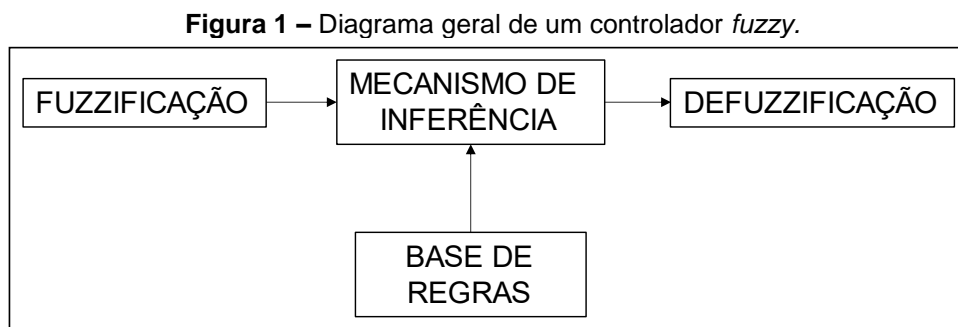 Figura 1 – Diagrama geral de um controlador fuzzy.
FUZZIFICAÇÃO
MECANISMO DE
INFERÊNCIA
DEFUZZIFICAÇÃO
BASE DE
REGRAS